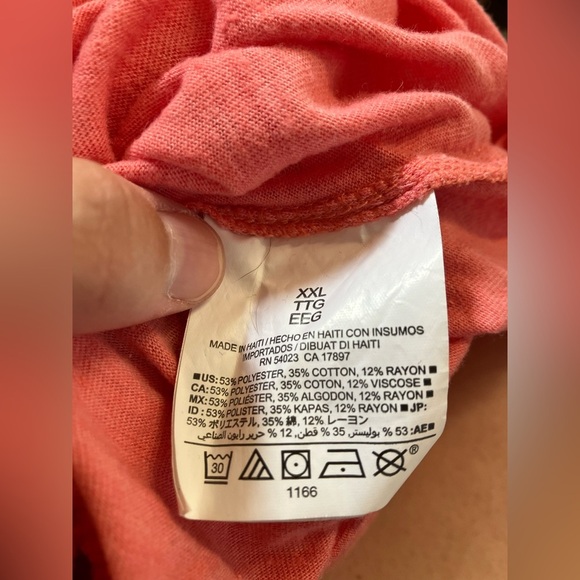 XXL
TTG
EEG
MADE IN HAITI / HECHO EN HAITI CON INSUMOS
IMPORTADOS / DIBUAT DI HAITI
RN 54023 CA 17897
■US: 53% POLYESTER, 35% COTTON, 12% RAYON■
CA: 53% POLYESTER, 35% COTON, 12% VISCOSE■
MX: 53% POLIÉSTER, 35% ALGODON, 12% RAYON■
ID: 53% POLISTER, 35% KAPAS, 12% RAYON■JP:
53% ポリエステル, 35% 綿, 12% レーヨン
■AE: 53 % بوليستر, 35 % قطن, 12 % حرير رايون الصناعي
30
®
1166